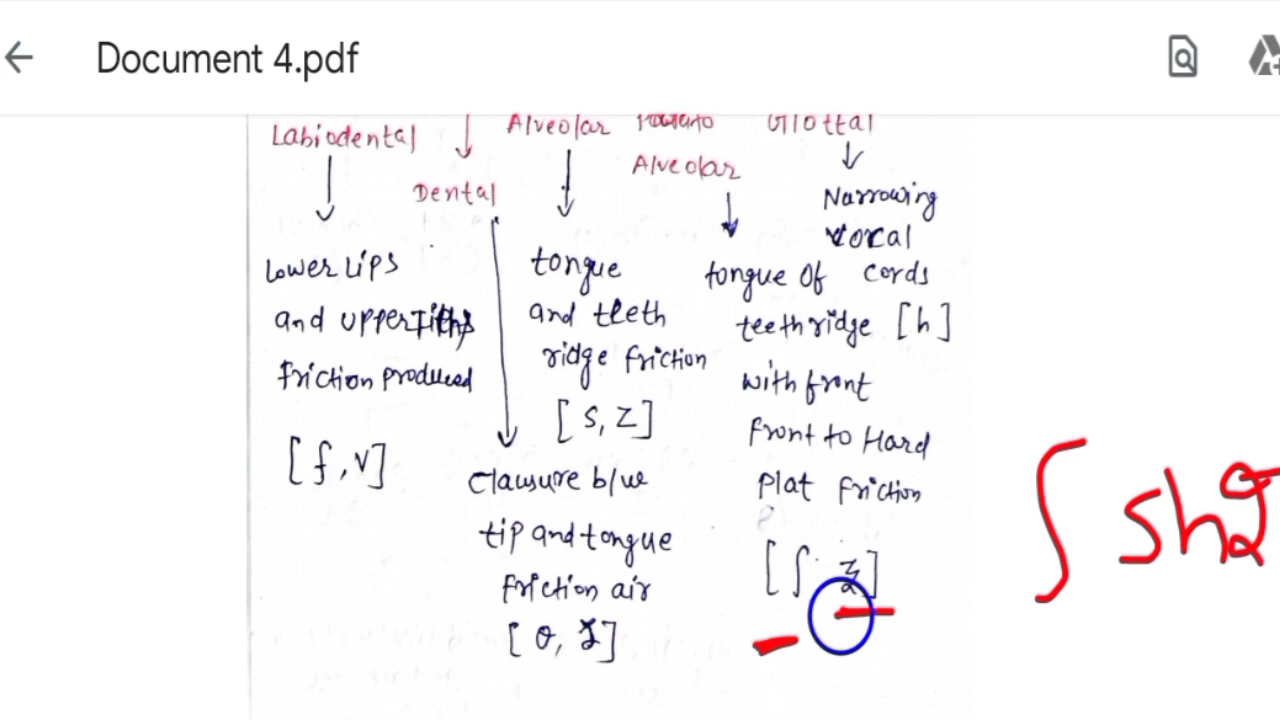 Document 4.pdf
Labiodental
Dental
Alveolar
Alveolar
Glottal
Lower Lips
and upper
friction produced
[f, v]
Clausure b/w
tip and tongue
friction air
tongue
and teeth
ridge friction
[s, z]
tongue of
teeth ridge
with front
front to Hard
Plat friction
[ʃ ʒ]
Narrowing
vocal
cords
[h]
ʃ sh